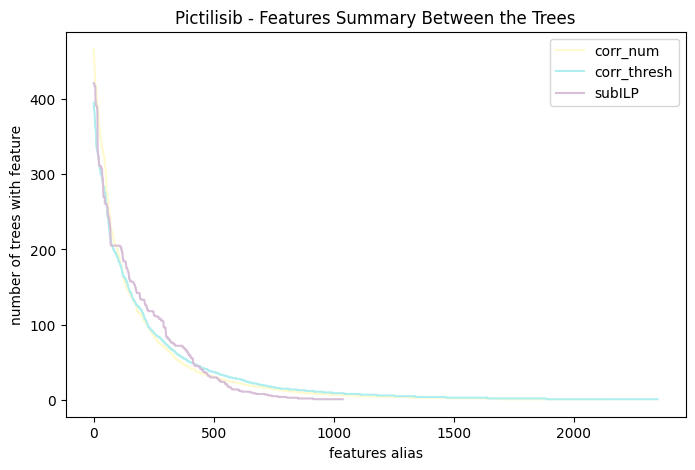 Pictilisib - Features Summary Between the Trees
corr_num
corr_thresh
subILP
number of trees with feature
400
300
200
100
0
0 500 1000 1500 2000
features alias